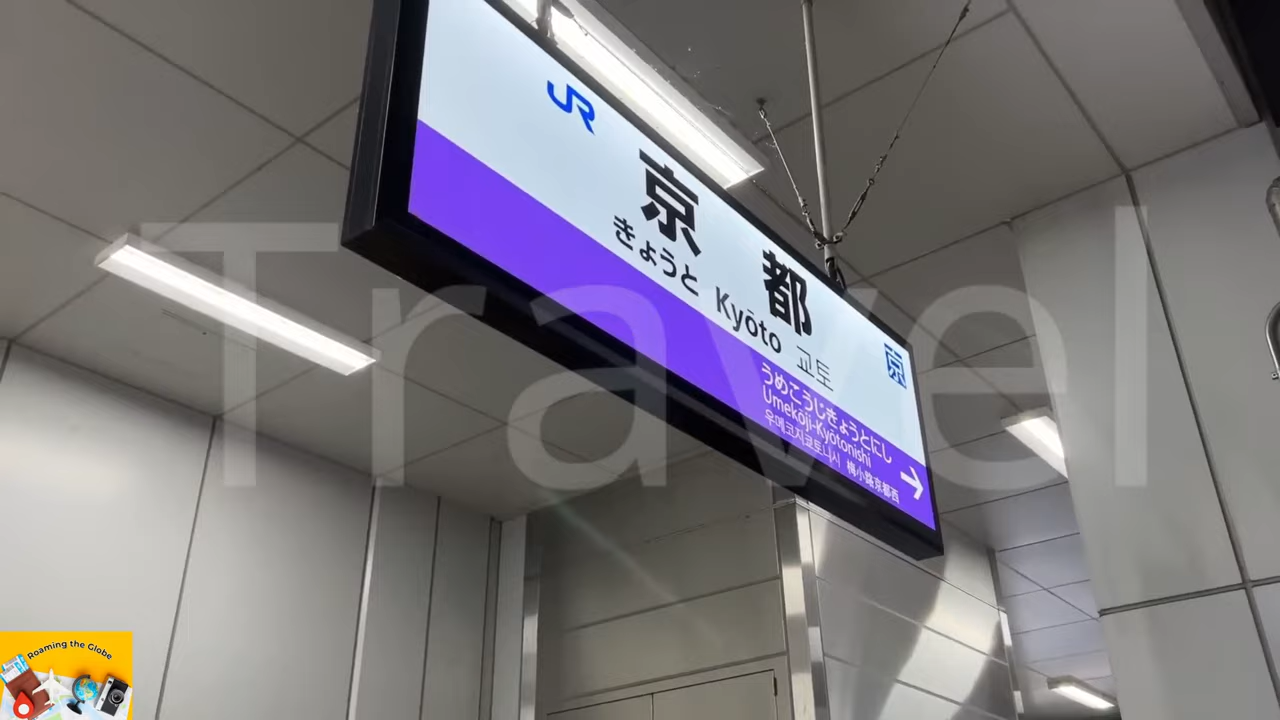 JR
京都
きょうと Kyōto 교토
京
うめこうじきょうとにし
Umekōji-Kyōtonishi
우메코지쿄토니시 梅小路京都西
→
Travel
Roaming the Globe